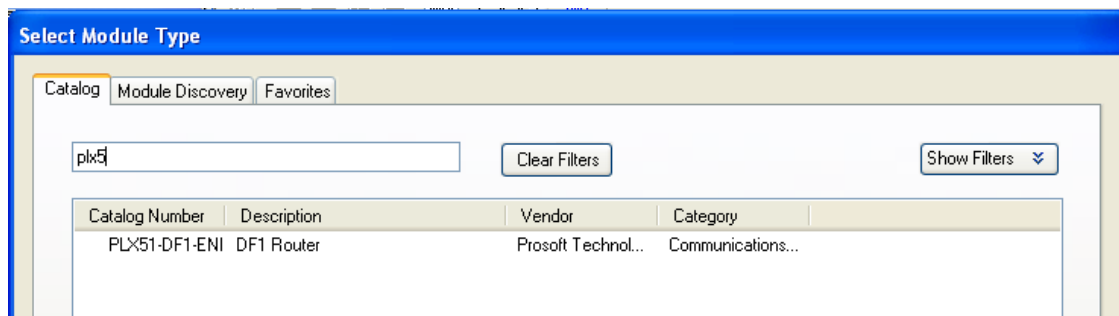 Select Module Type
Catalog Module Discovery Favorites
plx5 Clear Filters Show Filters
Catalog Number Description Vendor Category
PLX51-DF1-ENI DF1 Router Prosoft Technol... Communications...